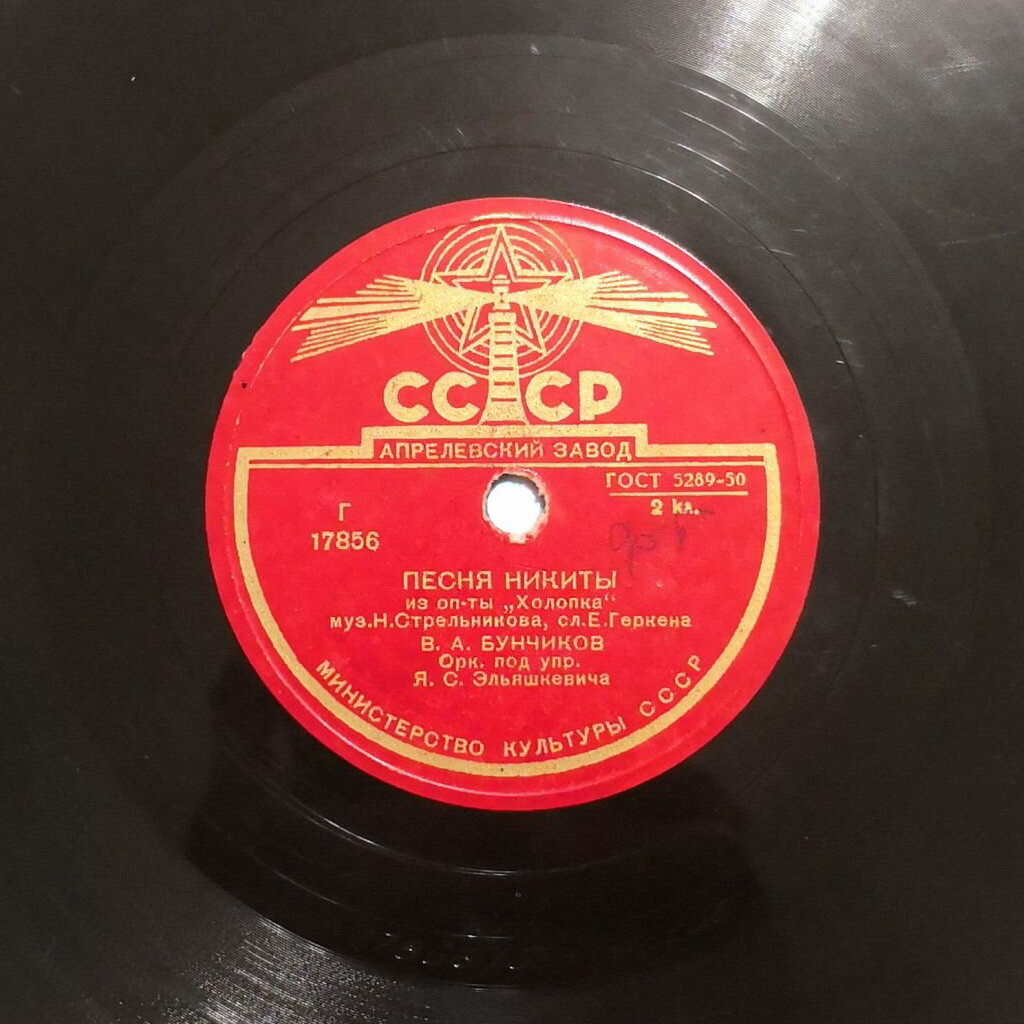 СССР
АПРЕЛЕВСКИЙ ЗАВОД
ГОСТ 5289-50
2 кл.
Г
17856
ПЕСНЯ НИКИТЫ
из оп-ты „Холопка“
муз.Н.Стрельникова, сл.Е.Геркена
В. А. БУНЧИКОВ
Орк. под упр.
Я. С. Эльяшкевича
МИНИСТЕРСТВО КУЛЬТУРЫ СССР